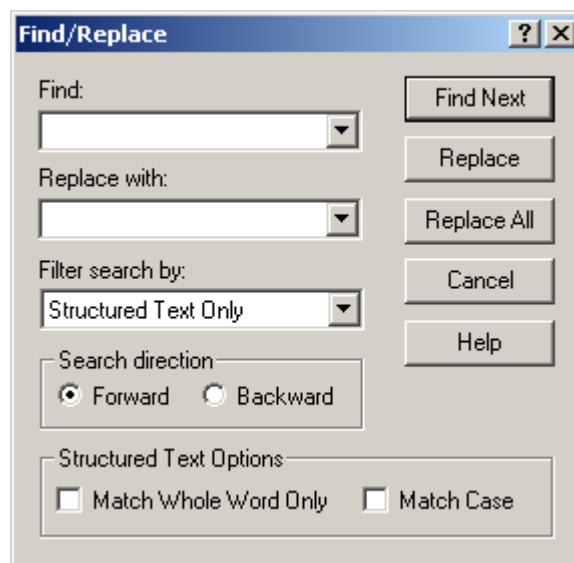 Find/Replace
Find:
Find Next
Replace
Replace with:
Replace All
Filter search by:
Cancel
Structured Text Only
Help
Search direction
Forward Backward
Structured Text Options
Match Whole Word Only Match Case